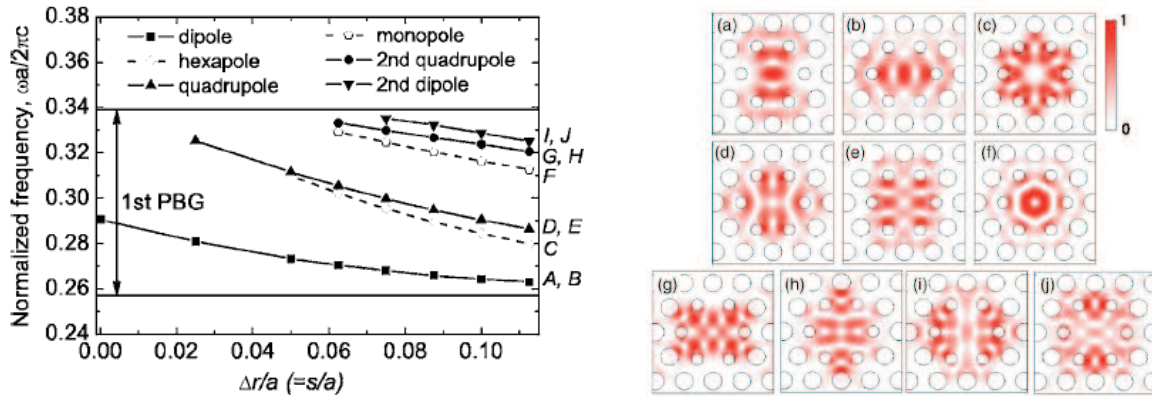 Normalized frequency, ωa/2πc
0.38
0.36
0.34
0.32
0.30
0.28
0.26
0.24
dipole
hexapole
quadrupole
monopole
2nd quadrupole
2nd dipole
1st PBG
I, J
G, H
F
D, E
C
A, B
0.00
0.02
0.04
0.06
0.08
0.10
Δr/a (=s/a)
(a)
(b)
(c)
1
0
(d)
(e)
(f)
(g)
(h)
(i)
(j)